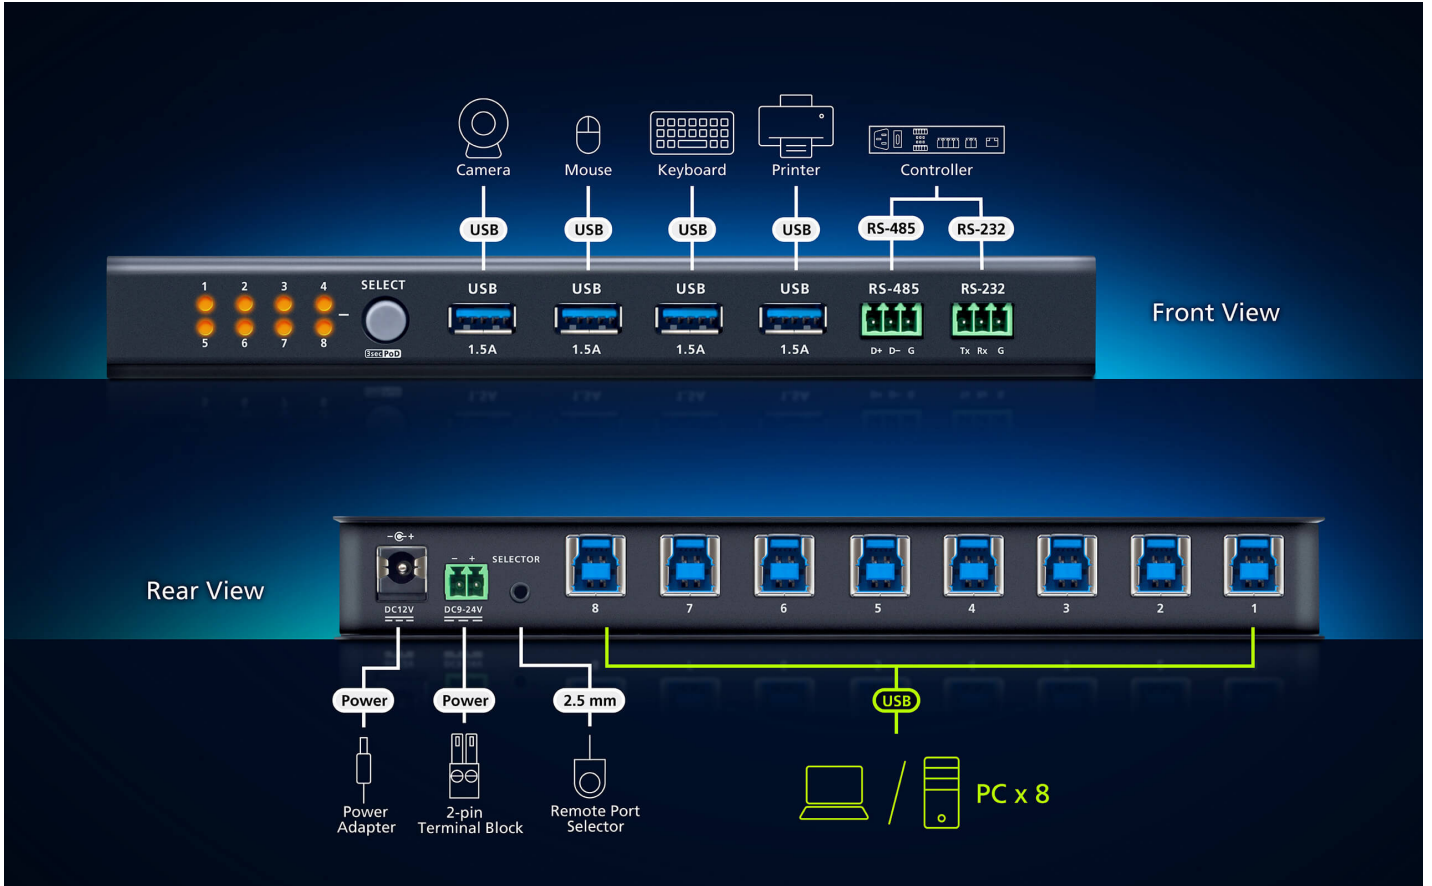 Camera
Mouse
Keyboard
Printer
Controller
USB
USB
USB
USB
RS-485
RS-232
1 2 3 4
SELECT
USB
USB
USB
USB
RS-485
RS-232
5 6 7 8
3sec PoD
1.5A
1.5A
1.5A
1.5A
D+ D- G
Tx Rx G
Front View
Rear View
- +
- +
SELECTOR
DC12V
DC9-24V
8 7 6 5 4 3 2 1
Power
Power
2.5 mm
USB
Power
Adapter
2-pin
Terminal Block
Remote Port
Selector
PC x 8